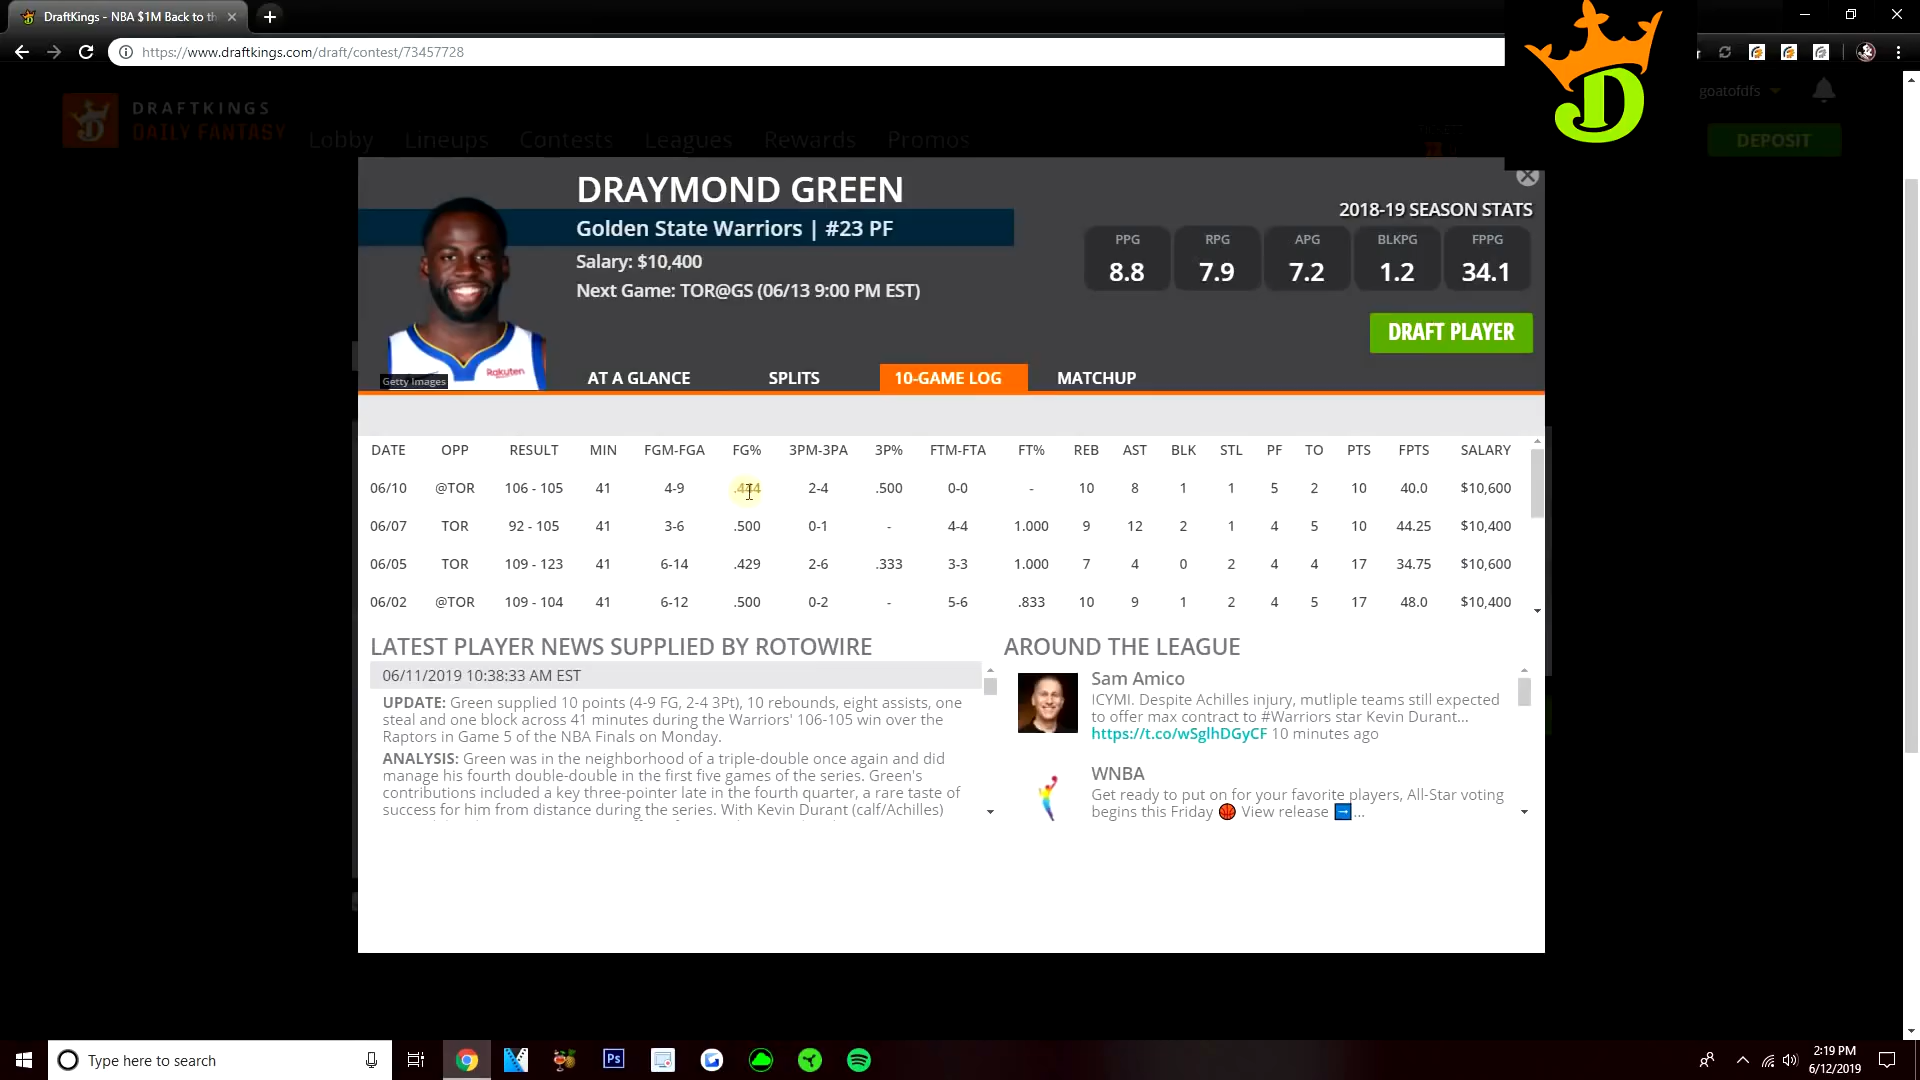 DraftKings - NBA $1M Back to th
https://www.draftkings.com/draft/contest/73457728
DRAFTKINGS
DAILY FANTASY
Lobby Lineups Contests Leagues Rewards Promos
goatofdfs
DEPOSIT
DRAYMOND GREEN
Golden State Warriors | #23 PF
Salary: $10,400
Next Game: TOR@GS (06/13 9:00 PM EST)
Getty Images
Rakuten
2018-19 SEASON STATS
PPG RPG APG BLKPG FPPG
8.8 7.9 7.2 1.2 34.1
DRAFT PLAYER
AT A GLANCE SPLITS 10-GAME LOG MATCHUP
DATE OPP RESULT MIN FGM-FGA FG% 3PM-3PA 3P% FTM-FTA FT% REB AST BLK STL PF TO PTS FPTS SALARY
06/10 @TOR 106 - 105 41 4-9 .444 2-4 .500 0-0 - 10 8 1 1 5 2 10 40.0 $10,600
06/07 TOR 92 - 105 41 3-6 .500 0-1 - 4-4 1.000 9 12 2 1 4 5 10 44.25 $10,400
06/05 TOR 109 - 123 41 6-14 .429 2-6 .333 3-3 1.000 7 4 0 2 4 4 17 34.75 $10,600
06/02 @TOR 109 - 104 41 6-12 .500 0-2 - 5-6 .833 10 9 1 2 4 5 17 48.0 $10,400
LATEST PLAYER NEWS SUPPLIED BY ROTOWIRE
06/11/2019 10:38:33 AM EST
UPDATE: Green supplied 10 points (4-9 FG, 2-4 3Pt), 10 rebounds, eight assists, one
steal and one block across 41 minutes during the Warriors' 106-105 win over the
Raptors in Game 5 of the NBA Finals on Monday.
ANALYSIS: Green was in the neighborhood of a triple-double once again and did
manage his fourth double-double in the first five games of the series. Green's
contributions included a key three-pointer late in the fourth quarter, a rare taste of
success for him from distance during the series. With Kevin Durant (calf/Achilles)
AROUND THE LEAGUE
Sam Amico
ICYMI. Despite Achilles injury, mutliple teams still expected
to offer max contract to #Warriors star Kevin Durant...
https://t.co/wSglhDGyCF 10 minutes ago
WNBA
Get ready to put on for your favorite players, All-Star voting
begins this Friday 🏀 View release ➡️...
Type here to search
Ps
2:19 PM
6/12/2019